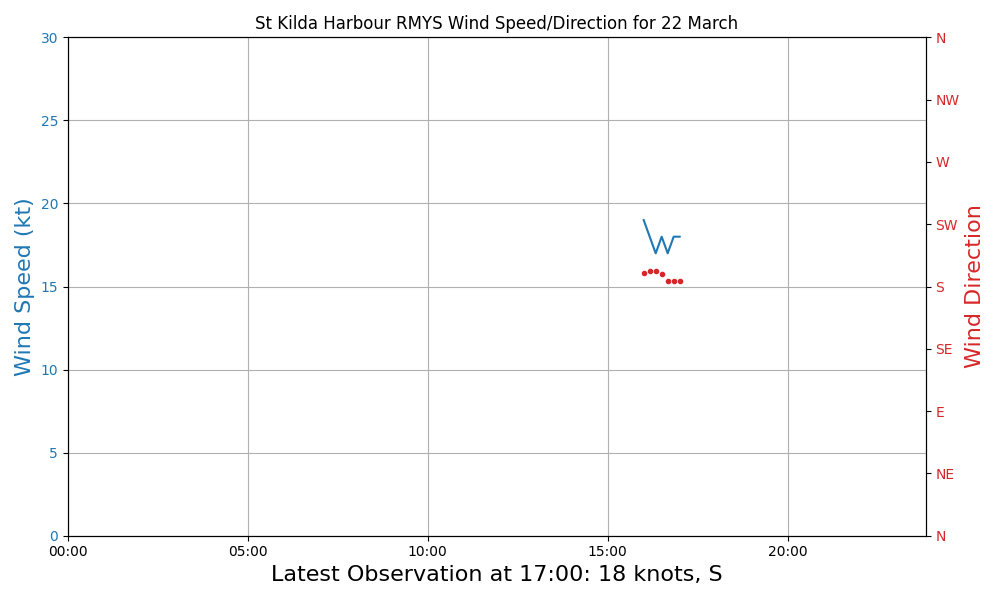 St Kilda Harbour RMYS Wind Speed/Direction for 22 March
30
25
20
15
10
5
0
Wind Speed (kt)
N
NW
W
SW
S
SE
E
NE
N
Wind Direction
00:00 05:00 10:00 15:00 20:00
Latest Observation at 17:00: 18 knots, S